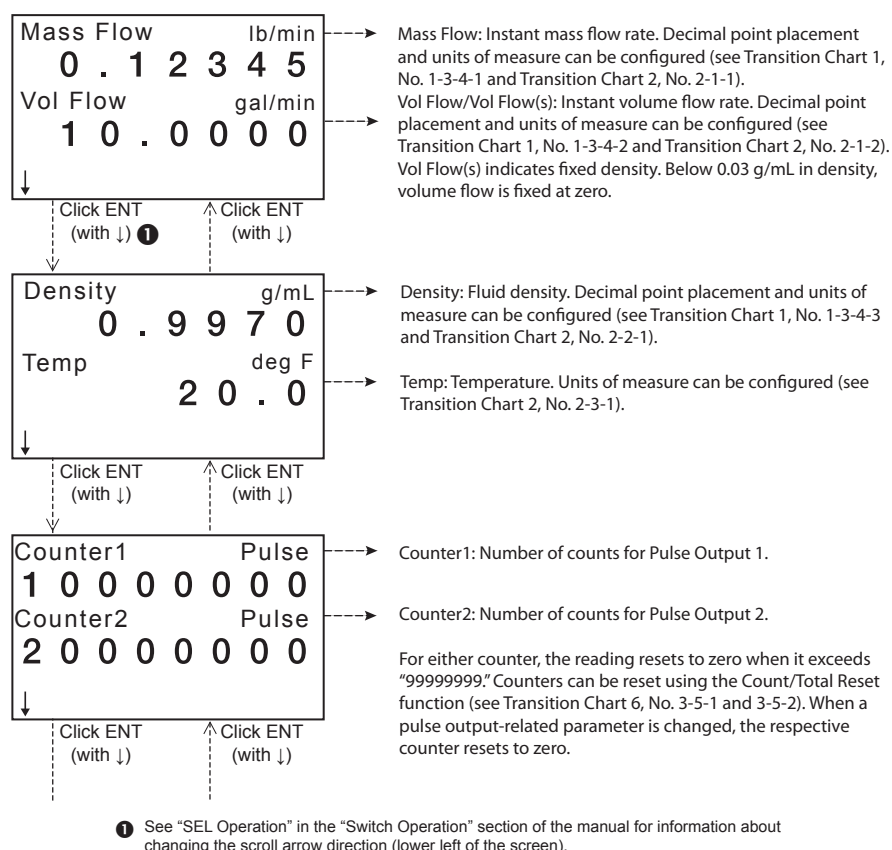 Mass Flow lb/min
0.12345
Vol Flow gal/min
10.0000
↓
Mass Flow: Instant mass flow rate. Decimal point placement
and units of measure can be configured (see Transition Chart 1,
No. 1-3-4-1 and Transition Chart 2, No. 2-1-1).
Vol Flow/Vol Flow(s): Instant volume flow rate. Decimal point
placement and units of measure can be configured (see
Transition Chart 1, No. 1-3-4-2 and Transition Chart 2, No. 2-1-2).
Vol Flow(s) indicates fixed density. Below 0.03 g/mL in density,
volume flow is fixed at zero.
Click ENT
(with ↓) ❶
Click ENT
(with ↓)
Density g/mL
0.9970
Temp deg F
20.0
↓
Density: Fluid density. Decimal point placement and units of
measure can be configured (see Transition Chart 1, No. 1-3-4-3
and Transition Chart 2, No. 2-2-1).
Temp: Temperature. Units of measure can be configured (see
Transition Chart 2, No. 2-3-1).
Click ENT
(with ↓)
Click ENT
(with ↓)
Counter1 Pulse
10000000
Counter2 Pulse
20000000
↓
Counter1: Number of counts for Pulse Output 1.
Counter2: Number of counts for Pulse Output 2.
For either counter, the reading resets to zero when it exceeds
“99999999.” Counters can be reset using the Count/Total Reset
function (see Transition Chart 6, No. 3-5-1 and 3-5-2). When a
pulse output-related parameter is changed, the respective
counter resets to zero.
Click ENT
(with ↓)
Click ENT
(with ↓)
❶ See “SEL Operation” in the “Switch Operation” section of the manual for information about
changing the scroll arrow direction (lower left of the screen).